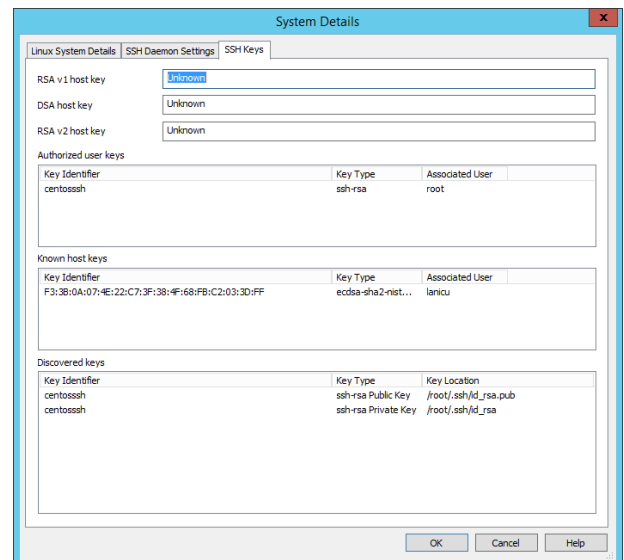 System Details
x
Linux System Details SSH Daemon Settings SSH Keys
RSA v1 host key Unknown
DSA host key Unknown
RSA v2 host key Unknown
Authorized user keys
Key Identifier Key Type Associated User
centosssh ssh-rsa root
Known host keys
Key Identifier Key Type Associated User
F3:3B:0A:07:4E:22:C7:3F:38:4F:68:FB:C2:03:3D:FF ecdsa-sha2-nist... lanicu
Discovered keys
Key Identifier Key Type Key Location
centosssh ssh-rsa Public Key /root/.ssh/id_rsa.pub
centosssh ssh-rsa Private Key /root/.ssh/id_rsa
OK Cancel Help